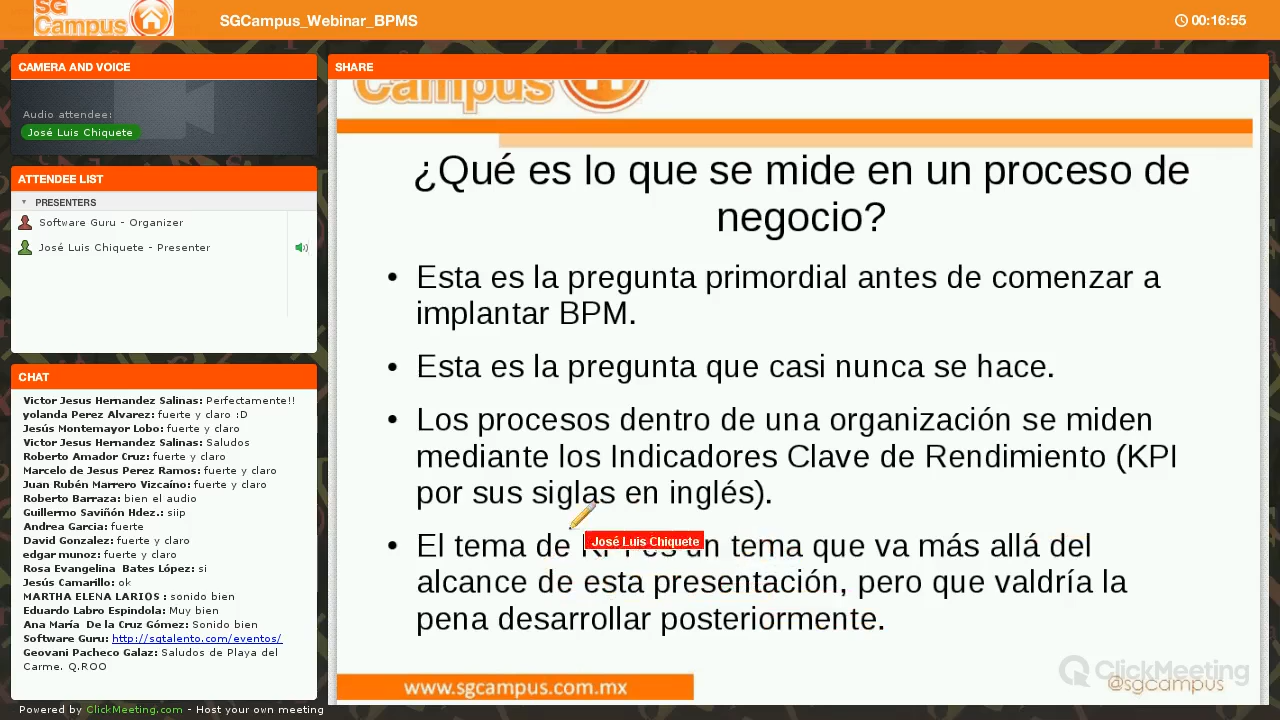 SG
Campus
SGCampus_Webinar_BPMS
00:16:55
CAMERA AND VOICE
Audio attendee:
José Luis Chiquete
ATTENDEE LIST
PRESENTERS
Software Guru - Organizer
José Luis Chiquete - Presenter
CHAT
Victor Jesus Hernandez Salinas: Perfectamente!!
yolanda Perez Alvarez: fuerte y claro :D
Jesús Montemayor Lobo: fuerte y claro
Victor Jesus Hernandez Salinas: Saludos
Roberto Amador Cruz: fuerte y claro
Marcelo de Jesus Perez Ramos: fuerte y claro
Juan Rubén Marrero Vizcaíno: fuerte y claro
Roberto Barraza: bien el audio
Guillermo Saviñón Hdez.: siip
Andrea Garcia: fuerte
David Gonzalez: fuerte y claro
edgar munoz: fuerte y claro
Rosa Evangelina Bates López: si
Jesús Camarillo: ok
MARTHA ELENA LARIOS : sonido bien
Eduardo Labro Espindola: Muy bien
Ana María De la Cruz Gómez: Sonido bien
Software Guru: http://sgtalento.com/eventos/
Geovani Pacheco Galaz: Saludos de Playa del
Carme. Q.ROO
Powered by ClickMeeting.com - Host your own meeting
SHARE
Campus
¿Qué es lo que se mide en un proceso de
negocio?
• Esta es la pregunta primordial antes de comenzar a
implantar BPM.
• Esta es la pregunta que casi nunca se hace.
• Los procesos dentro de una organización se miden
mediante los Indicadores Clave de Rendimiento (KPI
por sus siglas en inglés).
José Luis Chiquete
• El tema de KPI es un tema que va más allá del
alcance de esta presentación, pero que valdría la
pena desarrollar posteriormente.
ClickMeeting
www.sgcampus.com.mx
@sgcampus